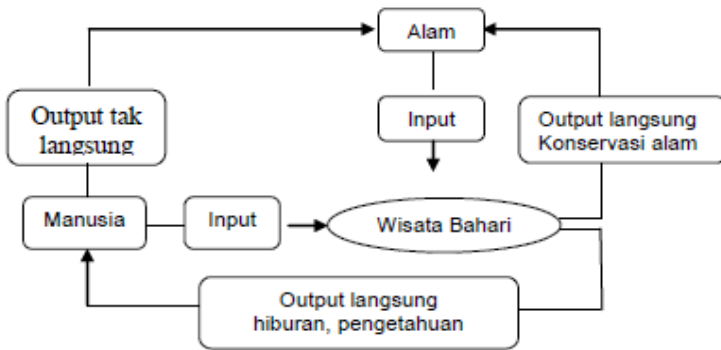 Alam
Output tak
langsung
Input
Output langsung
Konservasi alam
Manusia
Input
Wisata Bahari
Output langsung
hiburan, pengetahuan